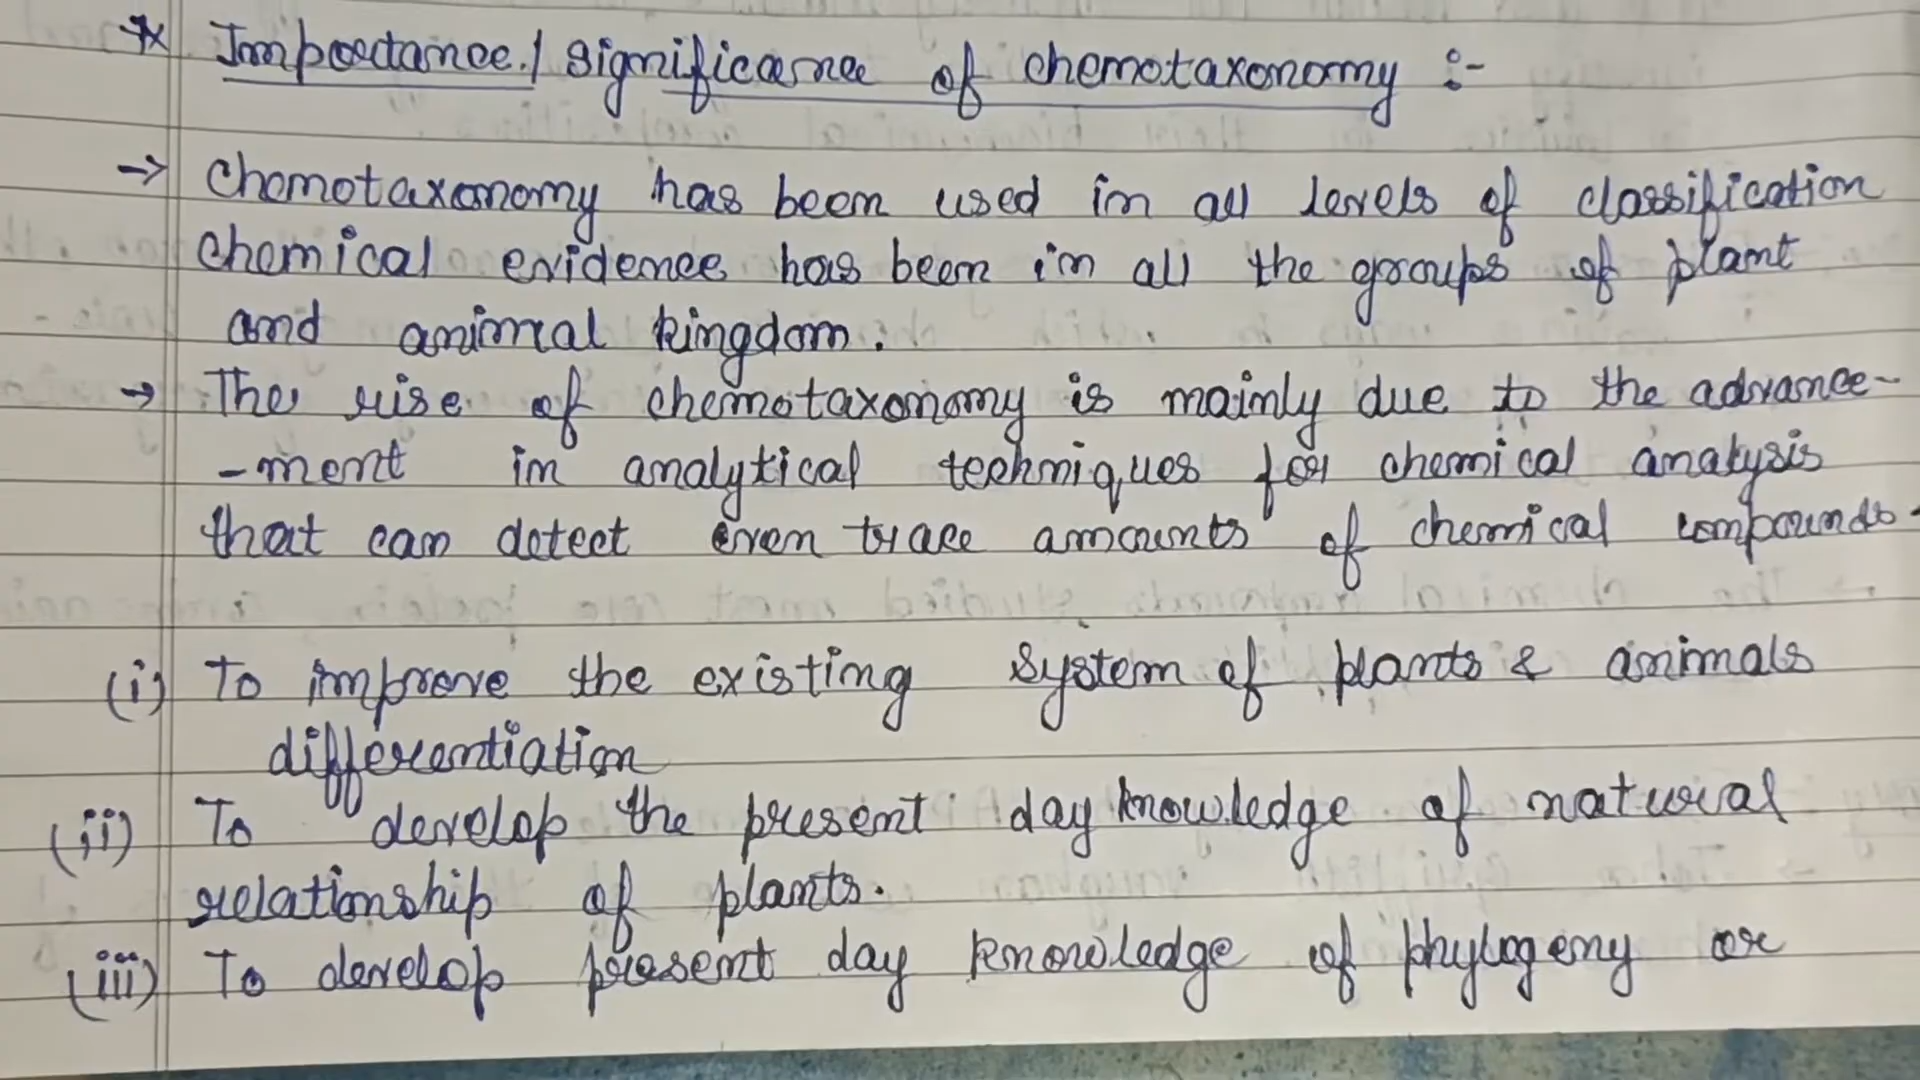 * Importance / Significance of chemotaxonomy :-
→ Chemotaxonomy has been used in all levels of classification
chemical evidence has been in all the groups of plant
and animal kingdom.
→ The rise of chemotaxonomy is mainly due to the advance-
-ment in analytical techniques for chemical analysis
that can detect even trace amounts of chemical compounds.
(i) To improve the existing system of plants & animals
differentiation
(ii) To develop the present day knowledge of natural
relationship of plants.
(iii) To develop present day knowledge of phylogeny or